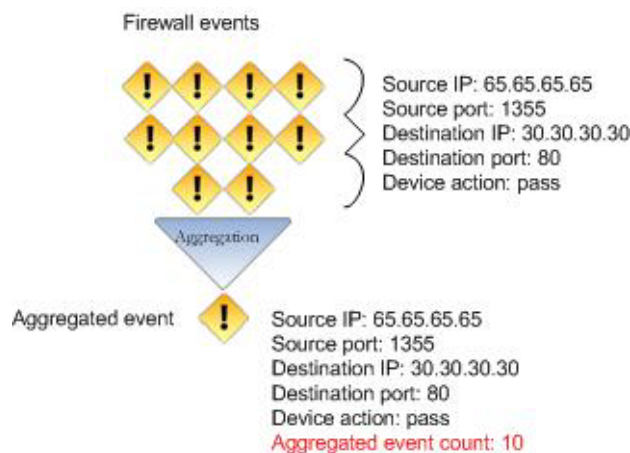 Firewall events
Source IP: 65.65.65.65
Source port: 1355
Destination IP: 30.30.30.30
Destination port: 80
Device action: pass
Aggregation
Aggregated event
Source IP: 65.65.65.65
Source port: 1355
Destination IP: 30.30.30.30
Destination port: 80
Device action: pass
Aggregated event count: 10